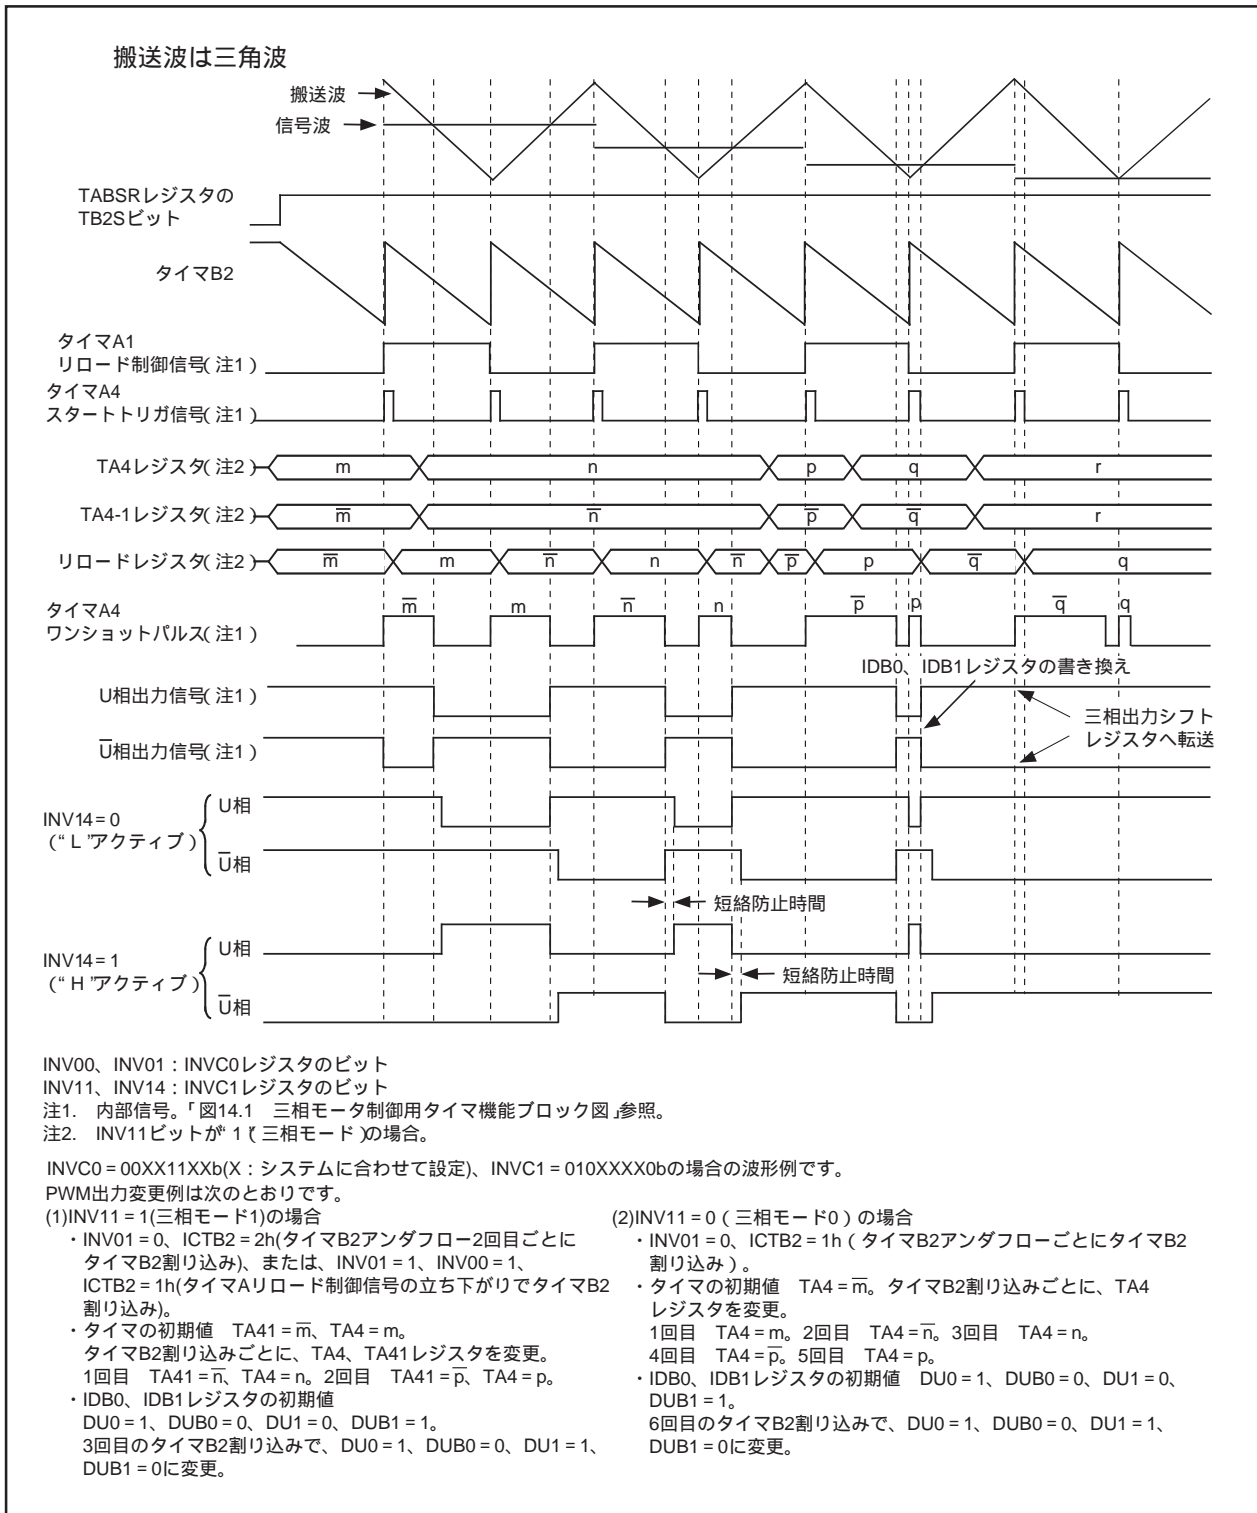 搬送波は三角波
搬送波
信号波
TABSRレジスタの
TB2Sビット
タイマB2
タイマA1
リロード制御信号(注1)
タイマA4
スタートトリガ信号(注1)
TA4レジスタ(注2)
m n p q r
TA4-1レジスタ(注2)
m̅ n̅ p̅ q̅ r
リロードレジスタ(注2)
m̅ m n̅ n n̅ p̅ p q̅ q
タイマA4
ワンショットパルス(注1)
m̅ m n̅ n p̅ p q̅ q
IDB0、IDB1レジスタの書き換え
U相出力信号(注1)
三相出力シフト
レジスタへ転送
U̅相出力信号(注1)
INV14=0
(“L”アクティブ)
U相
U̅相
短絡防止時間
INV14=1
(“H”アクティブ)
U相
短絡防止時間
U̅相
INV00、INV01:INVC0レジスタのビット
INV11、INV14:INVC1レジスタのビット
注1. 内部信号。「図14.1 三相モータ制御用タイマ機能ブロック図」参照。
注2. INV11ビットが“1”(三相モード)の場合。
INVC0=00XX11XXb(X:システムに合わせて設定)、INVC1=010XXXX0bの場合の波形例です。
PWM出力変更例は次のとおりです。
(1)INV11=1(三相モード1)の場合
・INV01=0、ICTB2=2h(タイマB2アンダフロー2回目ごとに
タイマB2割り込み)、または、INV01=1、INV00=1、
ICTB2=1h(タイマAリロード制御信号の立ち下がりでタイマB2
割り込み)。
・タイマの初期値 TA41=m̅、TA4=m。
タイマB2割り込みごとに、TA4、TA41レジスタを変更。
1回目 TA41=n̅、TA4=n。2回目 TA41=p̅、TA4=p。
・IDB0、IDB1レジスタの初期値
DU0=1、DUB0=0、DU1=0、DUB1=1。
3回目のタイマB2割り込みで、DU0=1、DUB0=0、DU1=1、
DUB1=0に変更。
(2)INV11=0(三相モード0)の場合
・INV01=0、ICTB2=1h(タイマB2アンダフローごとにタイマB2
割り込み)。
・タイマの初期値 TA4=m̅。タイマB2割り込みごとに、TA4
レジスタを変更。
1回目 TA4=m。2回目 TA4=n̅。3回目 TA4=n。
4回目 TA4=p̅。5回目 TA4=p。
・IDB0、IDB1レジスタの初期値 DU0=1、DUB0=0、DU1=0、
DUB1=1。
6回目のタイマB2割り込みで、DU0=1、DUB0=0、DU1=1、
DUB1=0に変更。